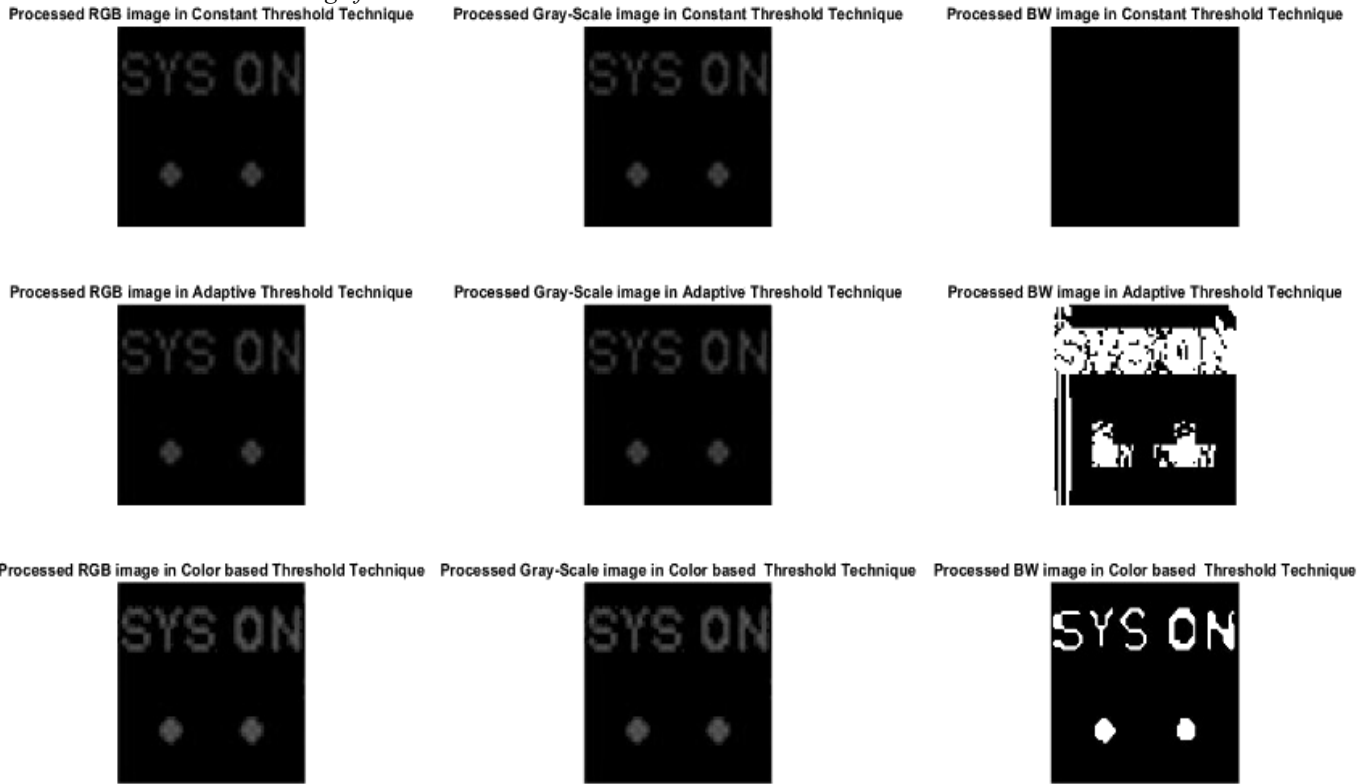 Processed RGB image in Constant Threshold Technique
Processed Gray-Scale image in Constant Threshold Technique
Processed BW image in Constant Threshold Technique
SYS ON
SYS ON
Processed RGB image in Adaptive Threshold Technique
Processed Gray-Scale image in Adaptive Threshold Technique
Processed BW image in Adaptive Threshold Technique
SYS ON
SYS ON
SYS ON
Processed RGB image in Color based Threshold Technique
Processed Gray-Scale image in Color based Threshold Technique
Processed BW image in Color based Threshold Technique
SYS ON
SYS ON
SYS ON